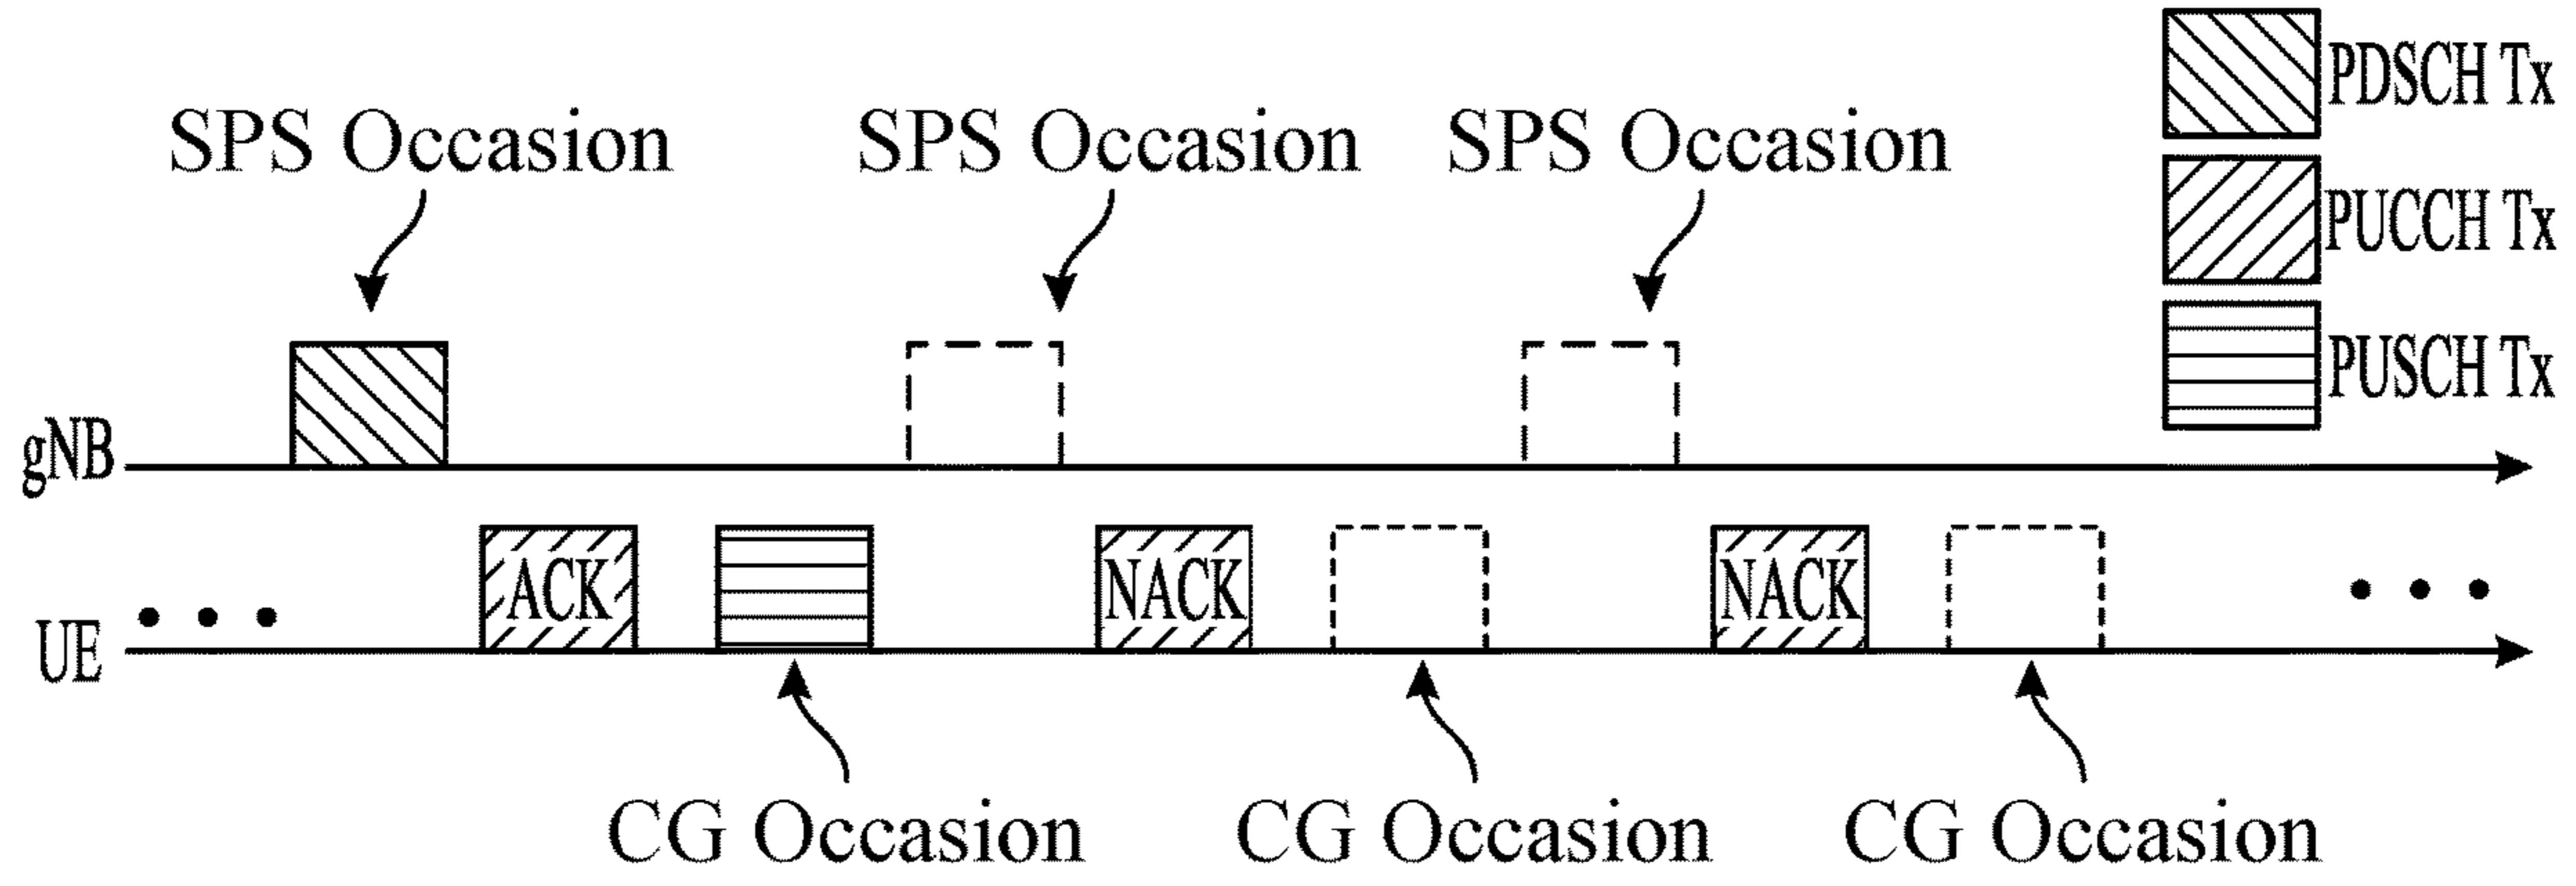 PDSCH Tx
SPS Occasion SPS Occasion SPS Occasion
PUCCH Tx
PUSCH Tx
gNB
ACK NACK NACK
UE
CG Occasion CG Occasion CG Occasion